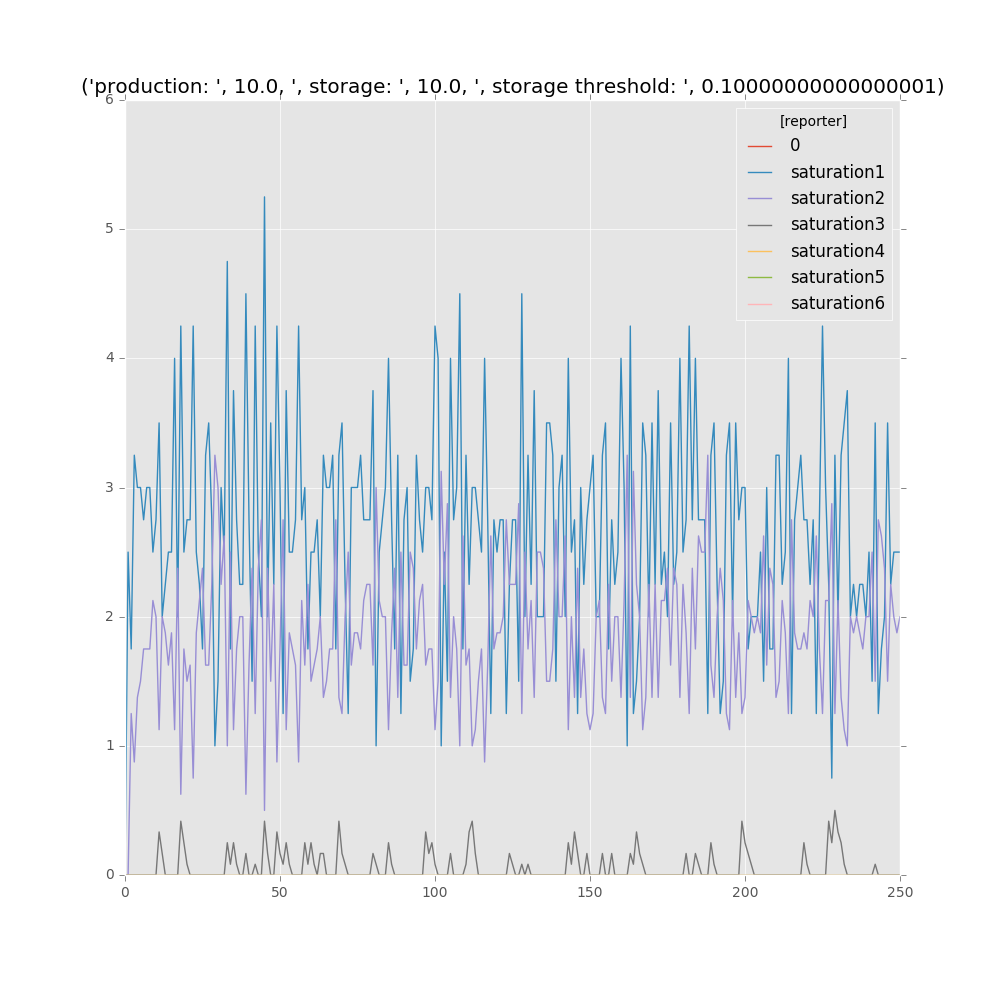 ('production: ', 10.0, ', storage: ', 10.0, ', storage threshold: ', 0.10000000000000001)
6
5
4
3
2
1
0
0 50 100 150 200 250
[reporter]
0
saturation1
saturation2
saturation3
saturation4
saturation5
saturation6